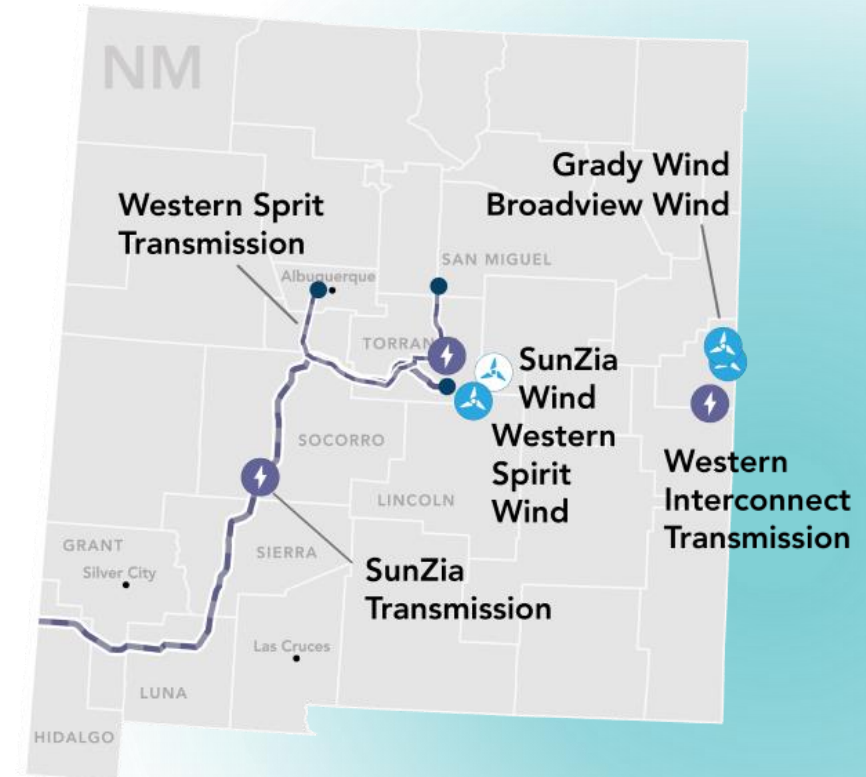 NM
Grady Wind
Broadview Wind
Western Sprit
Transmission
SAN MIGUEL
Albuquerque
TORRAN
SunZia
Wind
Western
Spirit
Wind
SOCORRO
LINCOLN
Western
Interconnect
Transmission
GRANT
Silver City
SIERRA
SunZia
Transmission
Las Cruces
LUNA
HIDALGO